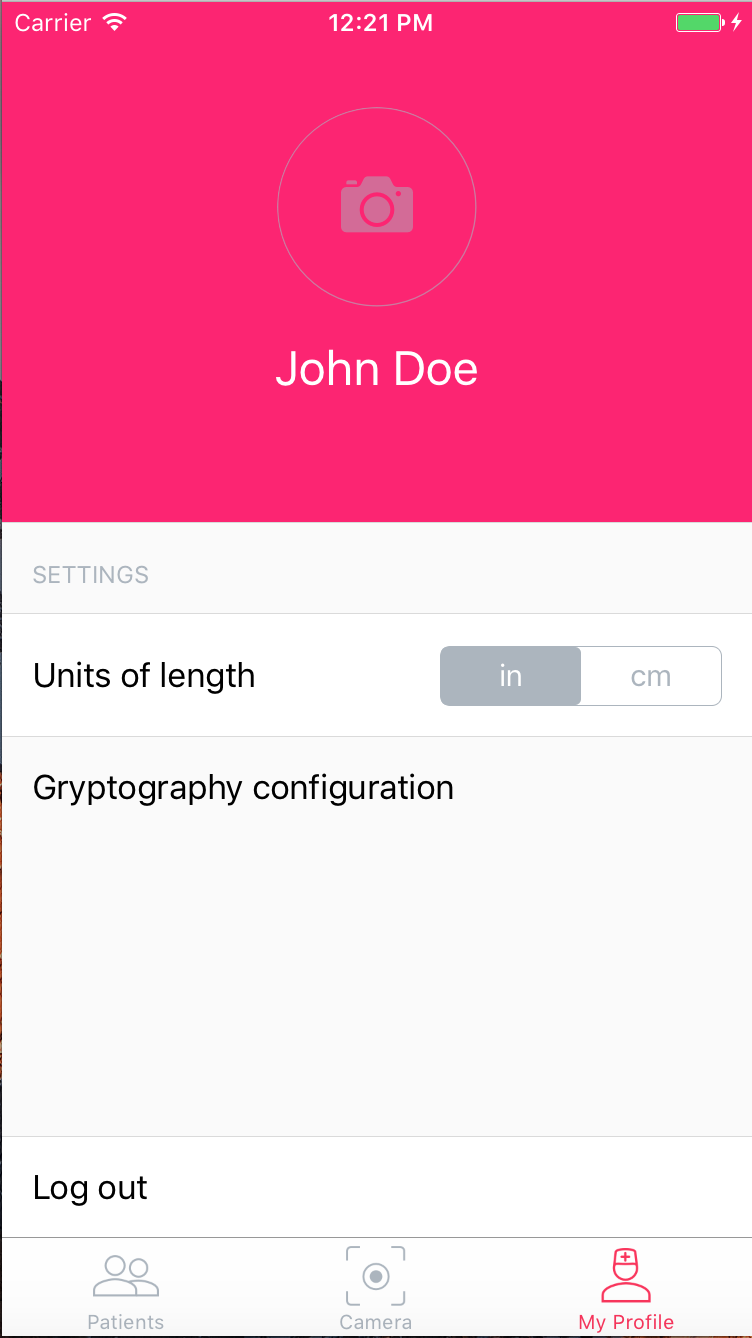 Carrier 12:21 PM
John Doe
SETTINGS
Units of length in cm
Gryptography configuration
Log out
Patients Camera My Profile